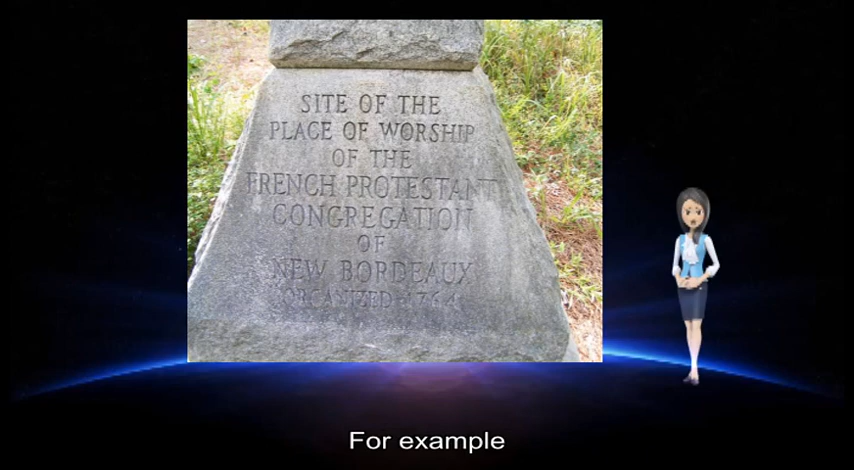 SITE OF THE
PLACE OF WORSHIP
OF THE
FRENCH PROTESTANT
CONGREGATION
OF
NEW BORDEAUX
ORGANIZED 1764
For example